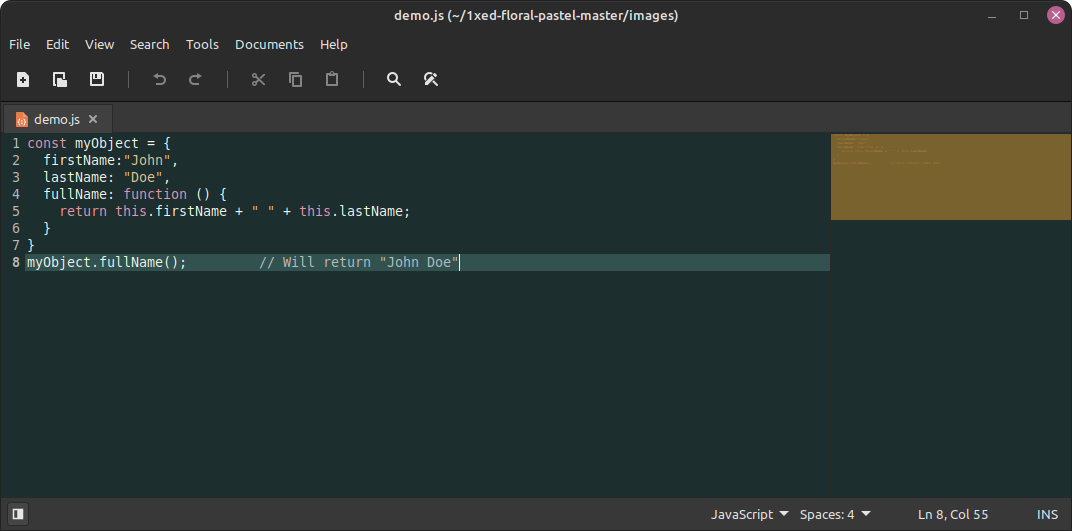 demo.js (~/1xed-floral-pastel-master/images)
File Edit View Search Tools Documents Help
demo.js
1 const myObject = {
2   firstName:"John",
3   lastName: "Doe",
4   fullName: function () {
5     return this.firstName + " " + this.lastName;
6   }
7 }
8 myObject.fullName();         // Will return "John Doe"
JavaScript Spaces: 4 Ln 8, Col 55 INS